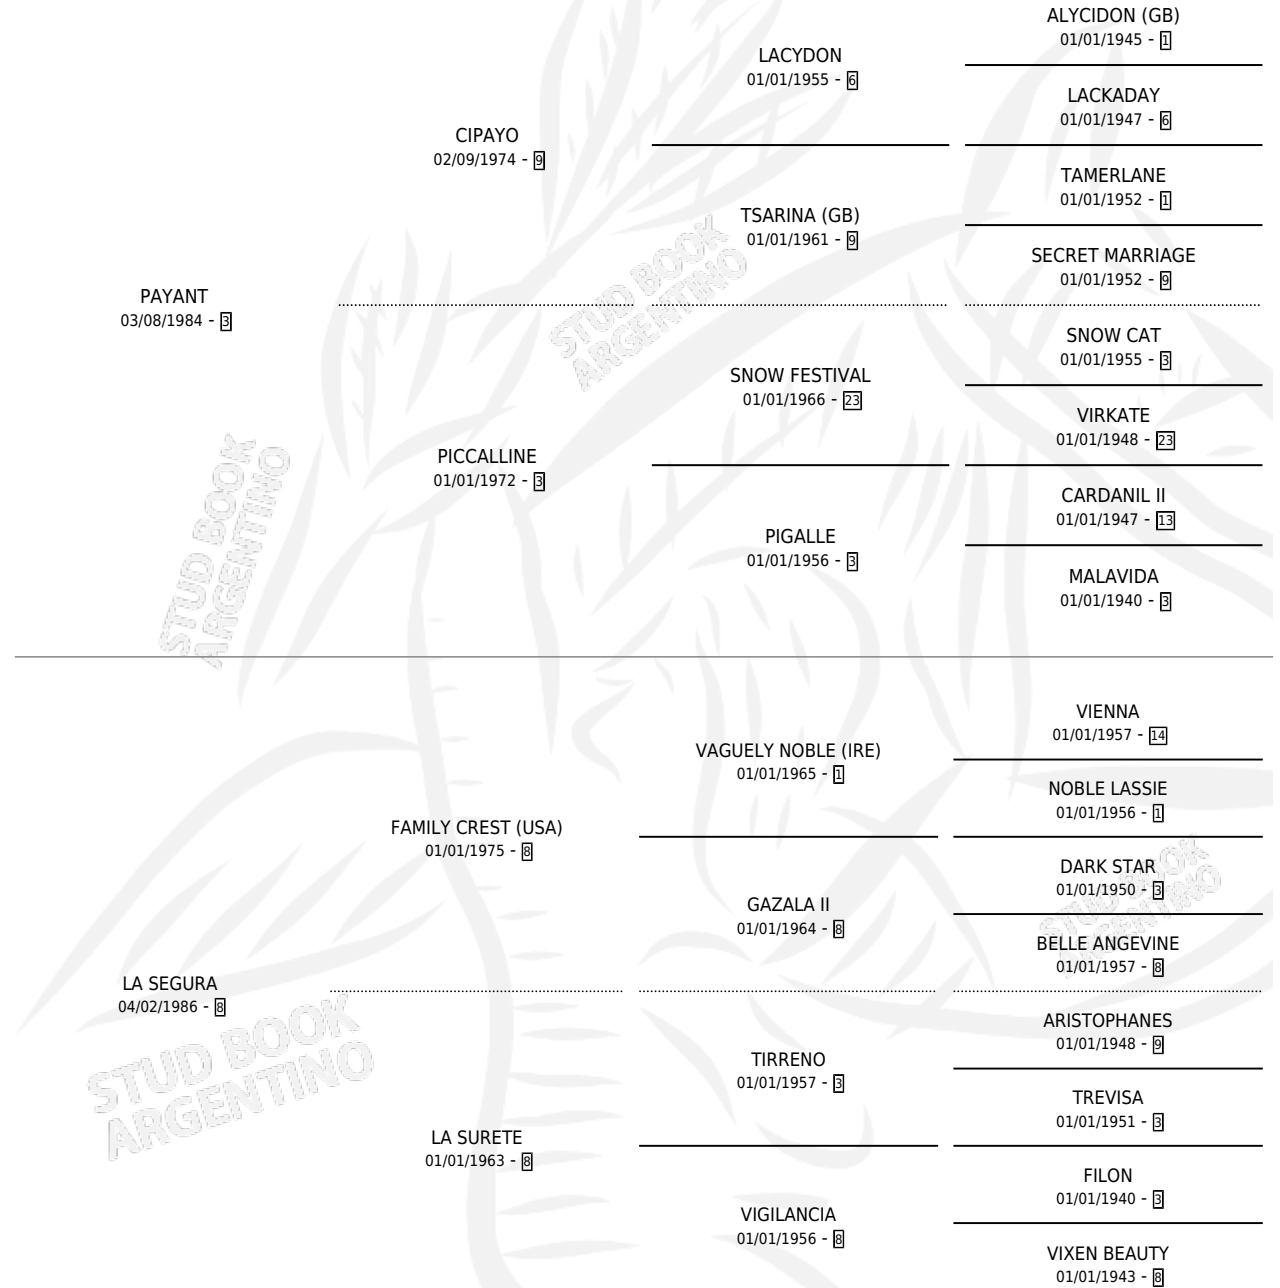 ALYCIDON (GB)
01/01/1945 - 1
LACYDON
01/01/1955 - 6
LACKADAY
01/01/1947 - 6
CIPAYO
02/09/1974 - 9
TAMERLANE
01/01/1952 - 1
TSARINA (GB)
01/01/1961 - 9
SECRET MARRIAGE
01/01/1952 - 9
PAYANT
03/08/1984 - 3
STUD BOOK
ARGENTINO
SNOW CAT
01/01/1955 - 3
SNOW FESTIVAL
01/01/1966 - 23
VIRKATE
01/01/1948 - 23
PICCALLINE
01/01/1972 - 3
CARDANIL II
01/01/1947 - 13
PIGALLE
01/01/1956 - 3
MALAVIDA
01/01/1940 - 3
STUD BOOK
ARGENTINO
VIENNA
01/01/1957 - 14
VAGUELY NOBLE (IRE)
01/01/1965 - 1
NOBLE LASSIE
01/01/1956 - 1
FAMILY CREST (USA)
01/01/1975 - 8
DARK STAR
01/01/1950 - 3
GAZALA II
01/01/1964 - 8
BELLE ANGEVINE
01/01/1957 - 8
STUD BOOK
ARGENTINO
LA SEGURA
04/02/1986 - 8
ARISTOPHANES
01/01/1948 - 9
TIRRENO
01/01/1957 - 3
TREVISA
01/01/1951 - 3
STUD BOOK
ARGENTINO
LA SURETE
01/01/1963 - 8
FILON
01/01/1940 - 3
VIGILANCIA
01/01/1956 - 8
VIXEN BEAUTY
01/01/1943 - 8